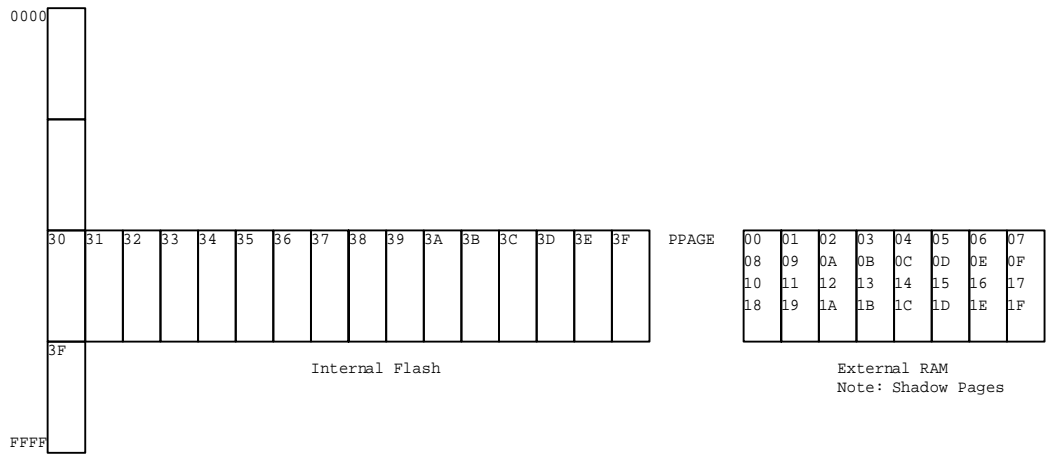 0000
30 31 32 33 34 35 36 37 38 39 3A 3B 3C 3D 3E 3F PPAGE 00 01 02 03 04 05 06 07
08 09 0A 0B 0C 0D 0E 0F
10 11 12 13 14 15 16 17
18 19 1A 1B 1C 1D 1E 1F
3F
Internal Flash External RAM
Note: Shadow Pages
FFFF